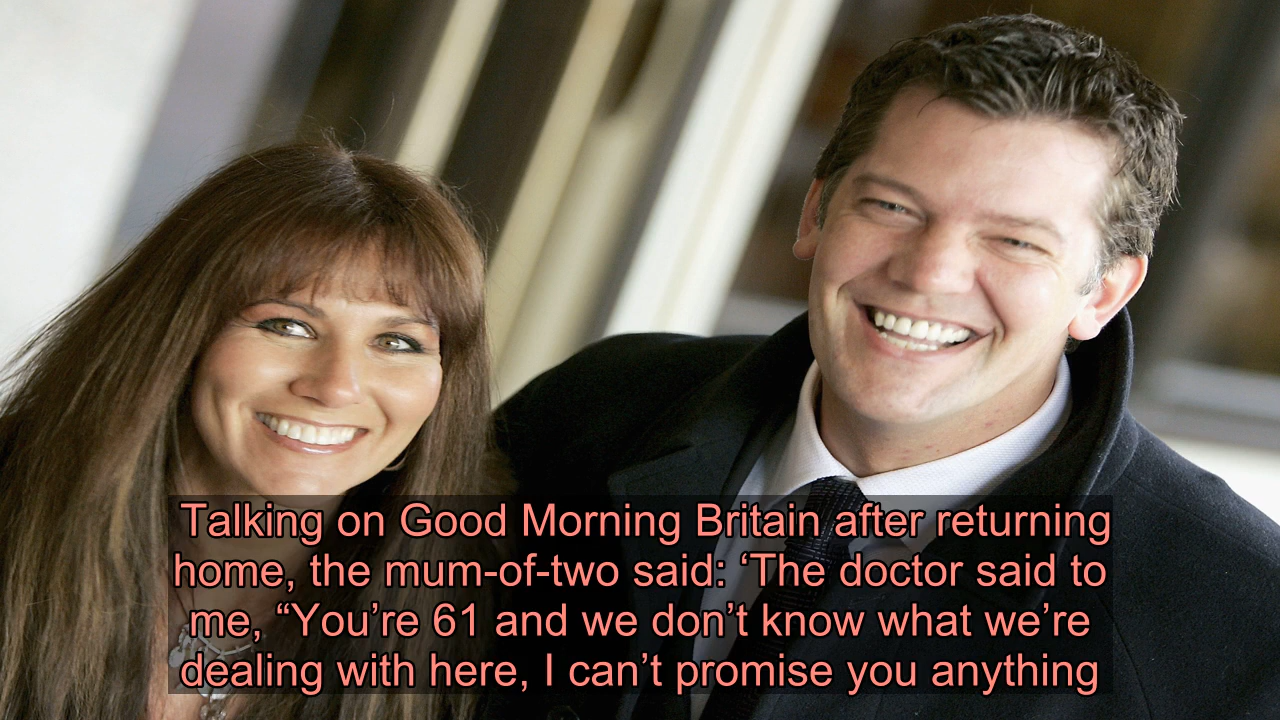 Talking on Good Morning Britain after returning
home, the mum-of-two said: ‘The doctor said to
me, “You’re 61 and we don’t know what we’re
dealing with here, I can’t promise you anything